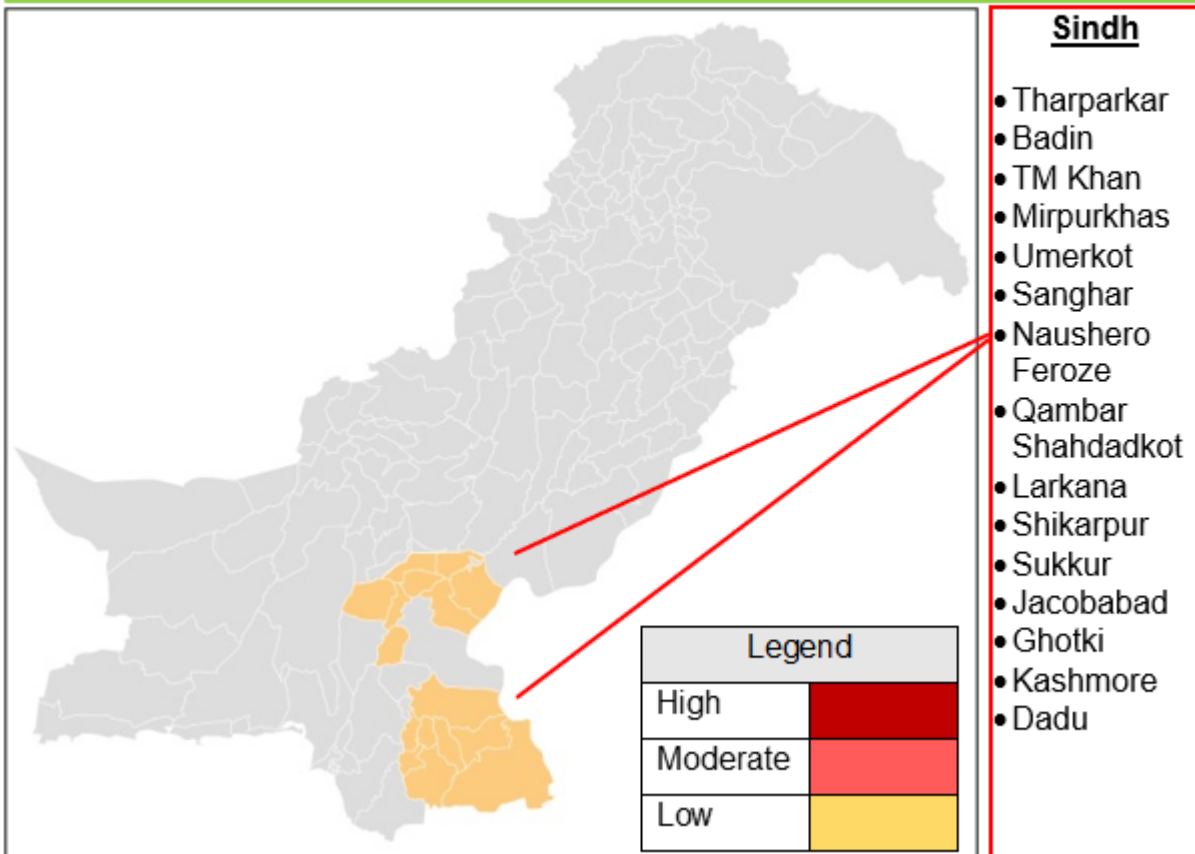 Sindh
• Tharparkar
• Badin
• TM Khan
• Mirpurkhas
• Umerkot
• Sanghar
• Naushero
Feroze
• Qambar
Shahdadkot
• Larkana
• Shikarpur
• Sukkur
• Jacobabad
• Ghotki
• Kashmore
• Dadu
Legend
High
Moderate
Low